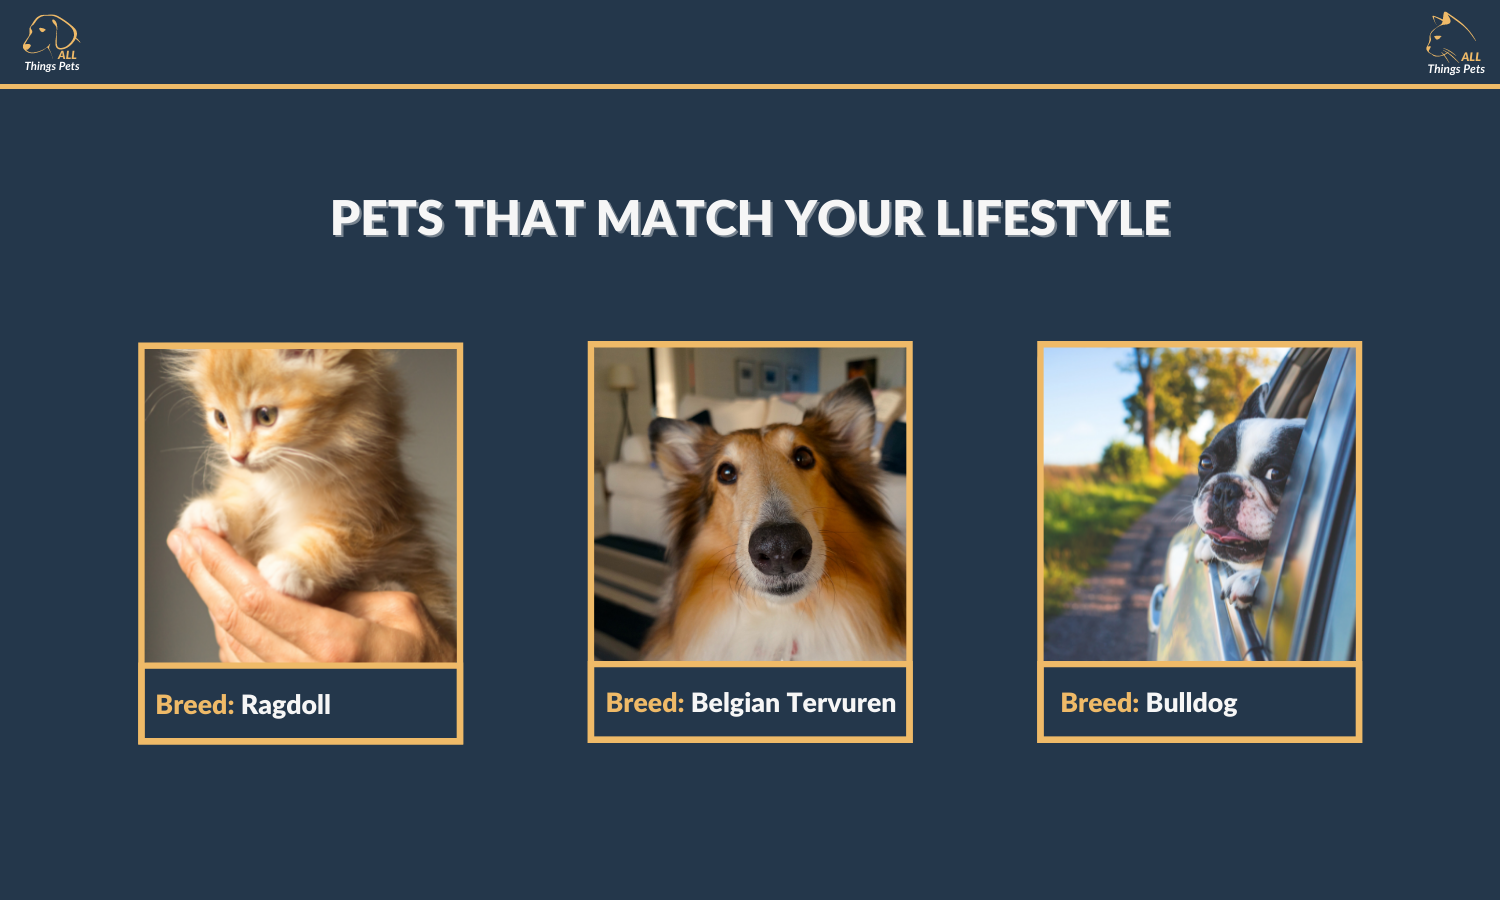 ALL
Things Pets
ALL
Things Pets
PETS THAT MATCH YOUR LIFESTYLE
Breed: Ragdoll
Breed: Belgian Tervuren
Breed: Bulldog